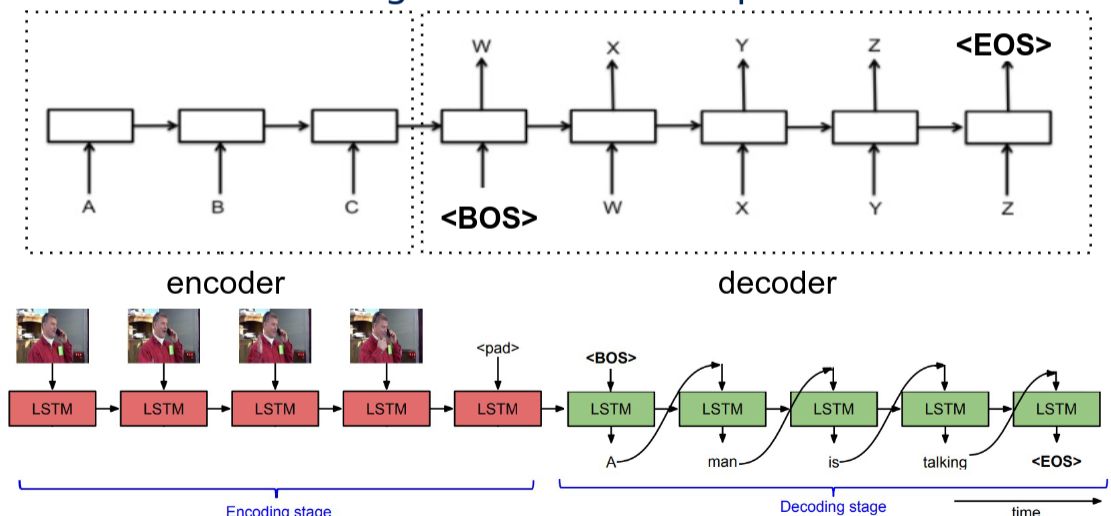 W X Y Z <EOS>
A B C <BOS> W X Y Z
encoder decoder
<pad> <BOS>
LSTM LSTM LSTM LSTM LSTM LSTM LSTM LSTM LSTM LSTM
A man is talking <EOS>
Encoding stage Decoding stage time